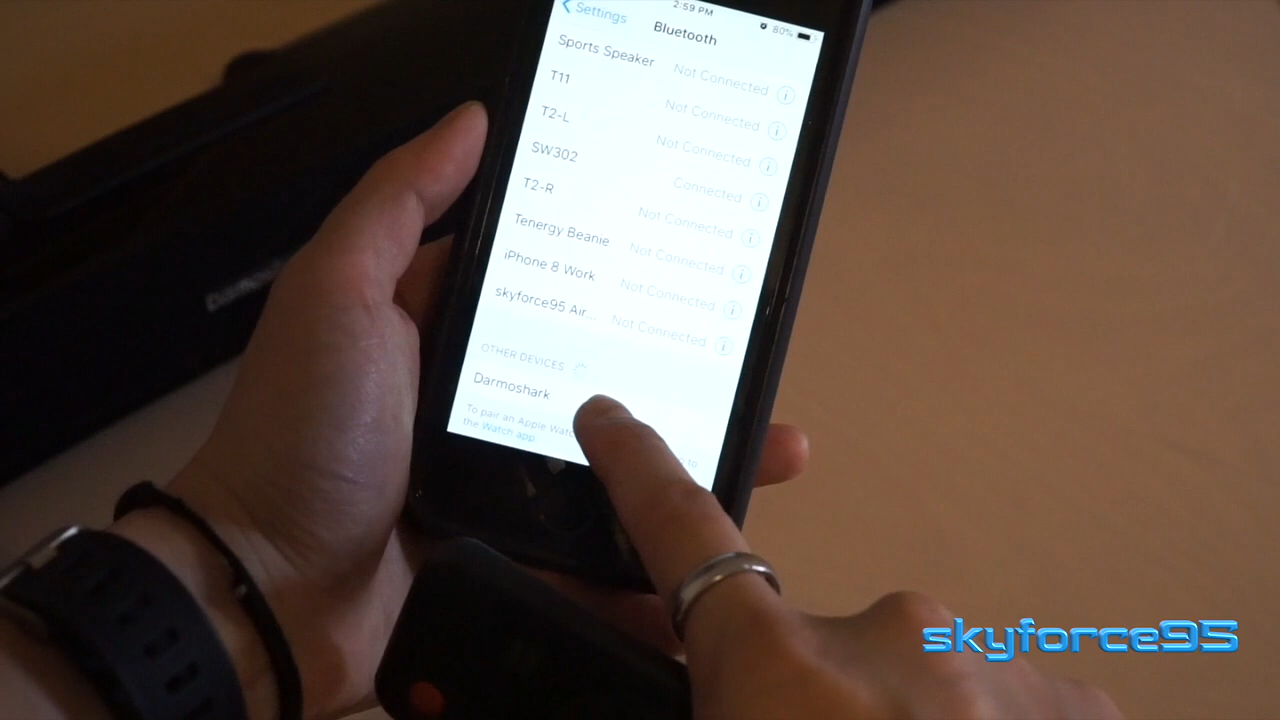 2:59 PM
80%
Settings
Bluetooth
Sports Speaker Not Connected
T11 Not Connected
T2-L Not Connected
SW302 Connected
T2-R Not Connected
Tenergy Beanie Not Connected
iPhone 8 Work Not Connected
skyforce95 Air... Not Connected
OTHER DEVICES
Darmoshark
To pair an Apple Watc to
the Watch app.
skyforce95